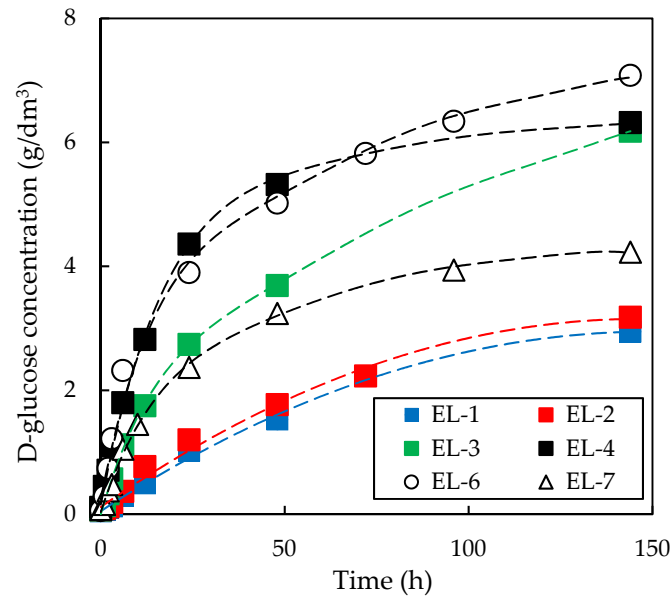 D-glucose concentration (g/dm³)
8
6
4
2
0
0
50
100
150
Time (h)
EL-1
EL-2
EL-3
EL-4
EL-6
EL-7